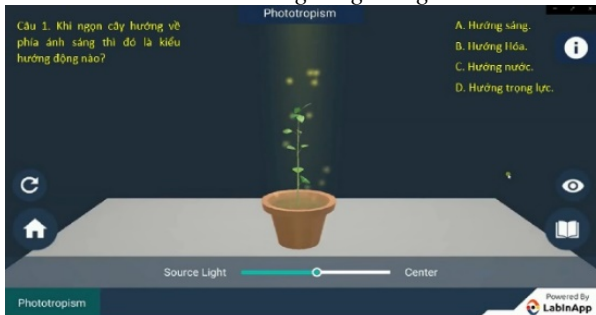 Phototropism
Câu 1. Khi ngọn cây hướng về
phía ánh sáng thì đó là kiểu
hướng động nào?
A. Hướng sáng.
B. Hướng Hóa.
C. Hướng nước.
D. Hướng trọng lực.
Source Light
Center
Phototropism
Powered By
LabInApp